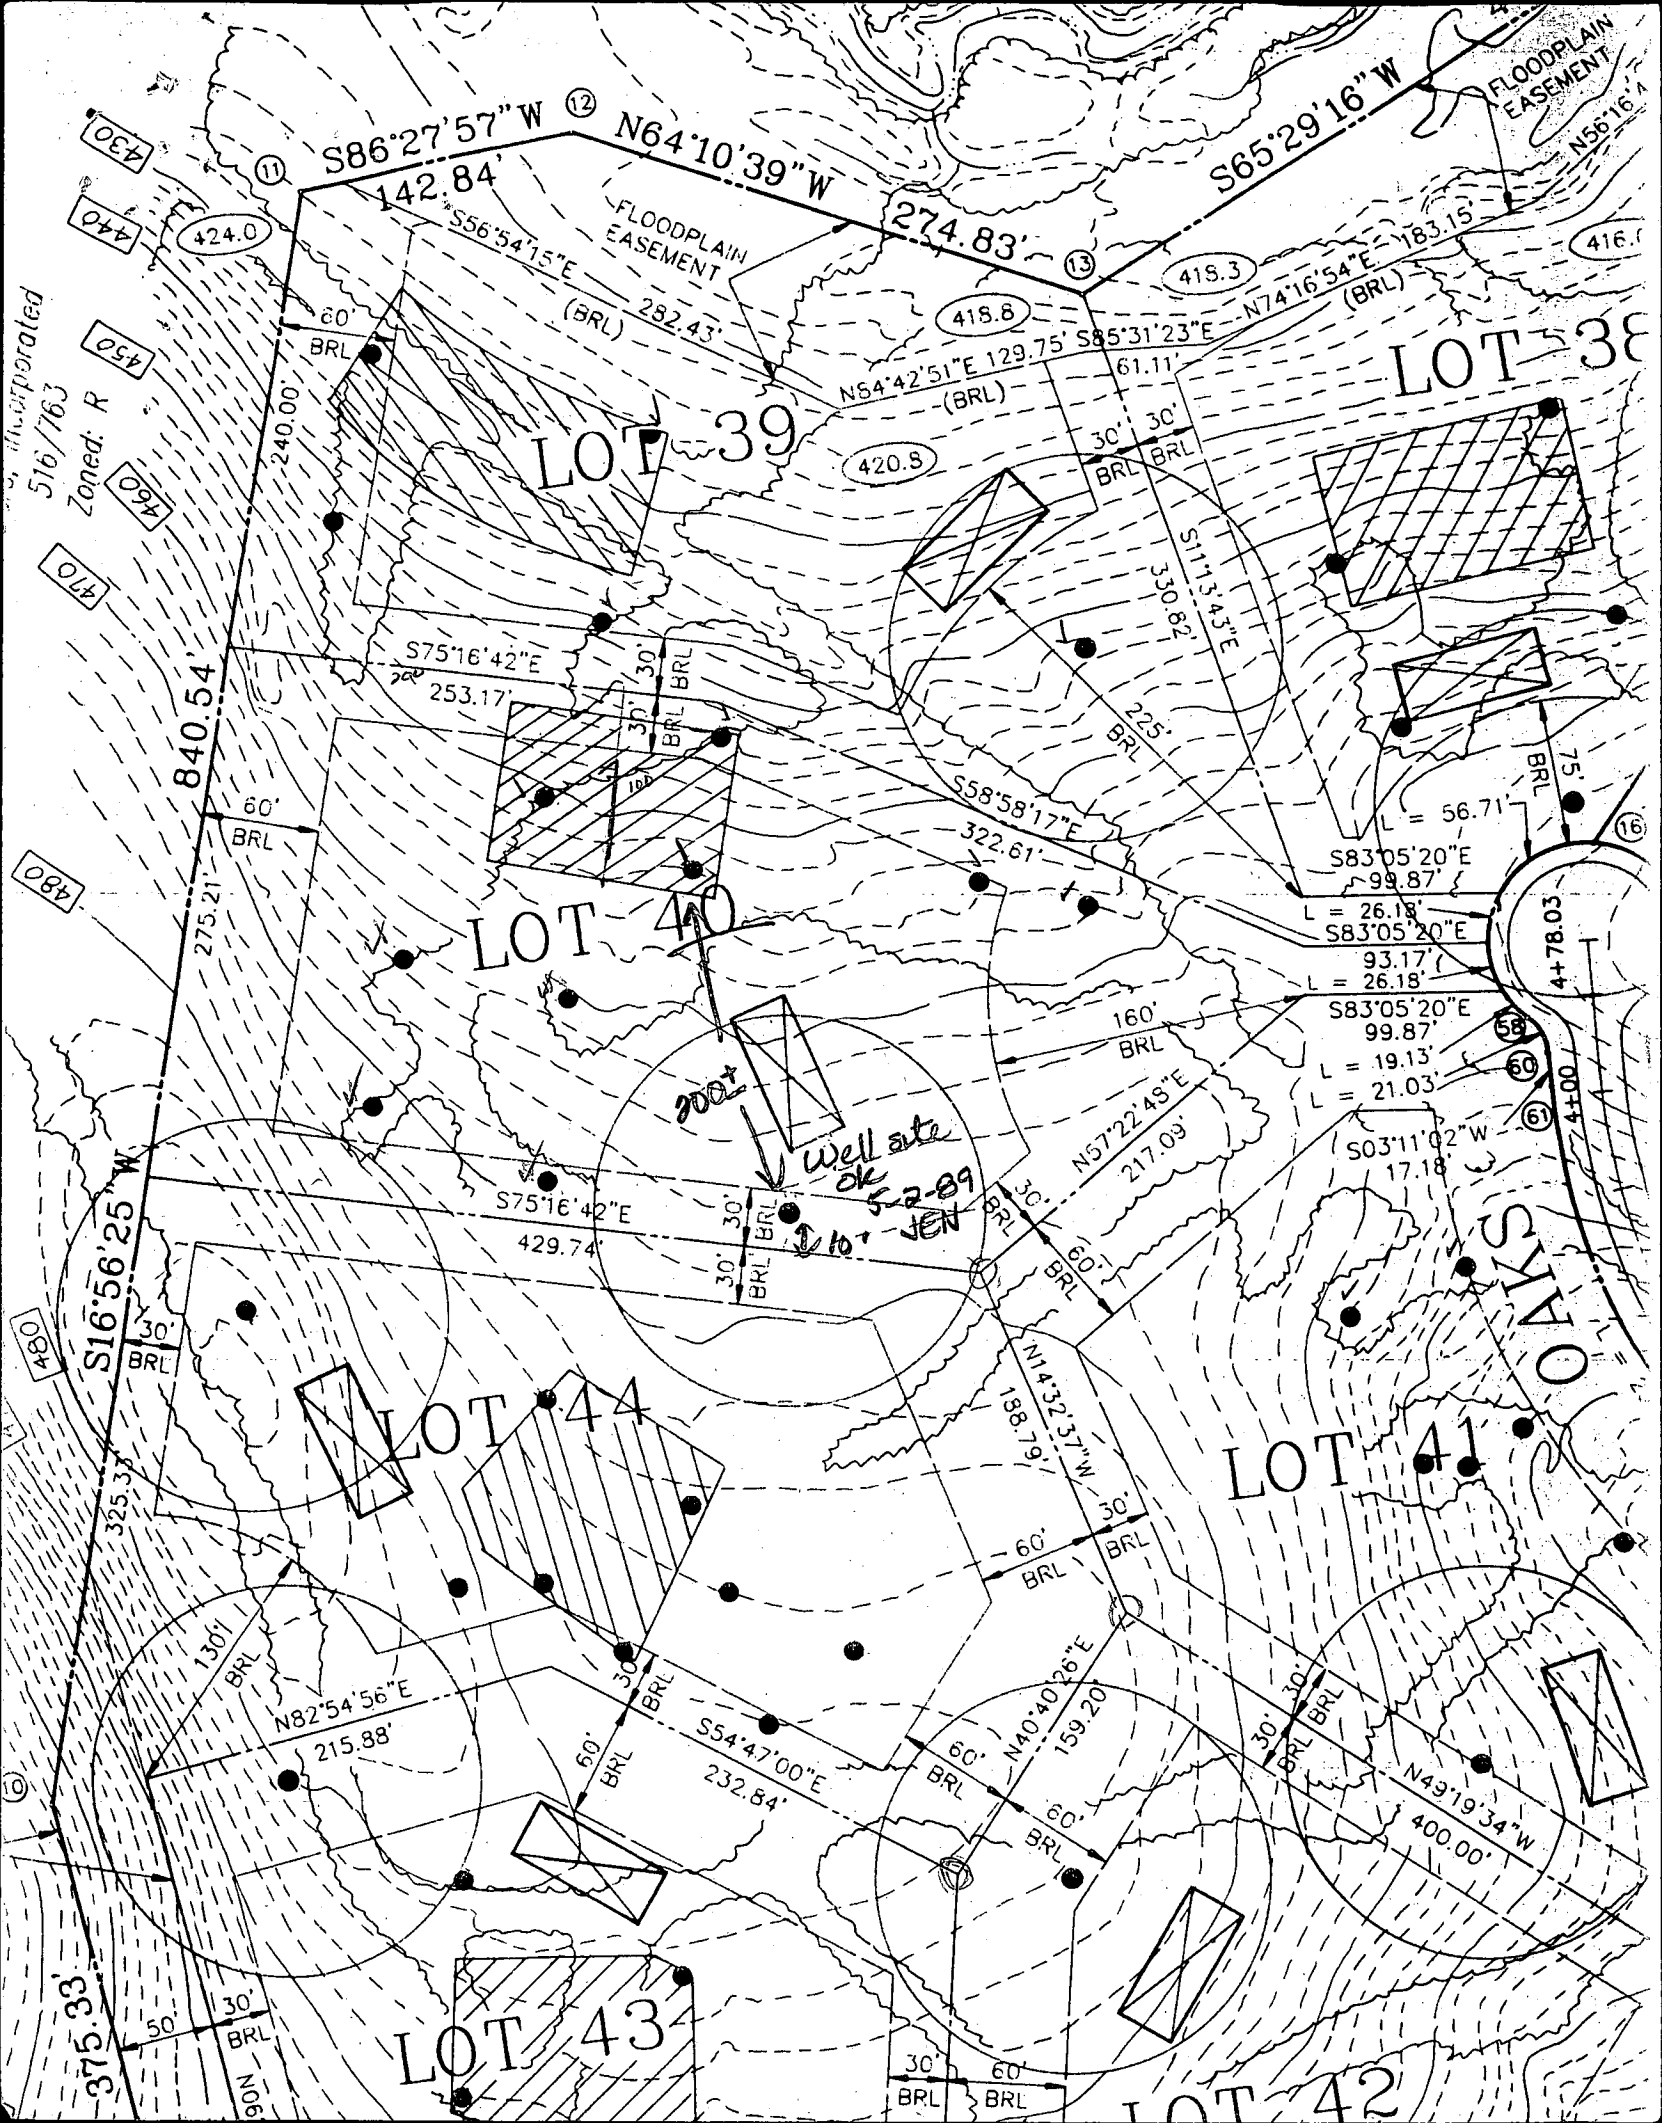 S86°27'57"W
142.84'
11
12
N64°10'39"W
274.83'
13
S65°29'16"W
FLOODPLAIN
EASEMENT
N56°16'
430
440
450
460
470
480
424.0
516/763
Zoned: R
FLOODPLAIN
EASEMENT
S56°54'15"E
282.43'
(BRL)
418.3
416.
418.8
N74°16'54"E
183.15'
(BRL)
N84°42'51"E 129.75'
(BRL)
S85°31'23"E
61.11'
LOT 38
LOT 39
420.8
60'
BRL
240.00'
30'
BRL
30'
BRL
S11°13'43"E
330.82'
S75°16'42"E
253.17'
30'
BRL
30'
BRL
100
225'
BRL
75'
BRL
840.54'
60'
BRL
275.21'
S58°58'17"E
322.61'
L = 56.71'
16
S83°05'20"E
99.87'
L = 26.18'
S83°05'20"E
93.17'
L = 26.18'
S83°05'20"E
99.87'
L = 19.13'
L = 21.03'
4+78.03
58
60
61
4+00
LOT 40
160'
BRL
200+
Well site
ok
5-2-89
JEN
10'
N57°22'48"E
217.09'
S03°11'02"W
17.18'
S75°16'42"E
429.74'
30'
BRL
30'
BRL
30'
BRL
60'
BRL
OAKS
S16°56'25"W
480
30'
BRL
LOT 44
N14°32'37"W
188.79'
LOT 41
325.33'
60'
BRL
30'
BRL
130'
BRL
30'
BRL
60'
BRL
N82°54'56"E
215.88'
S54°47'00"E
232.84'
N40°40'26"E
159.20'
60'
BRL
60'
BRL
30'
BRL
30'
BRL
N49°19'34"W
400.00'
10
375.33'
50'
30'
BRL
LOT 43
30'
BRL
60'
BRL
LOT 42